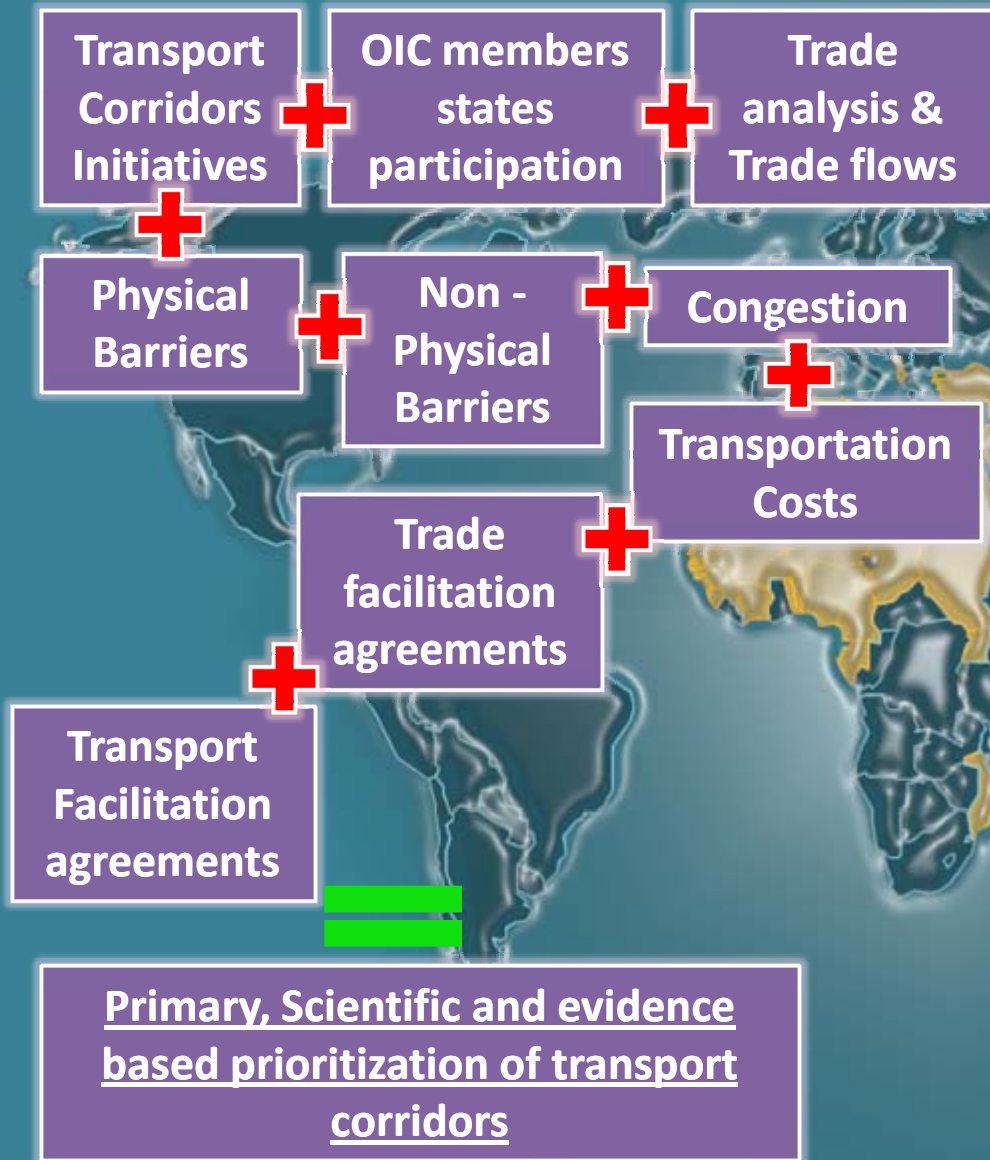 Transport
Corridors
Initiatives
OIC members
states
participation
Trade
analysis &
Trade flows
Physical
Barriers
Non -
Physical
Barriers
Congestion
Transportation
Costs
Trade
facilitation
agreements
Transport
Facilitation
agreements
Primary, Scientific and evidence
based prioritization of transport
corridors